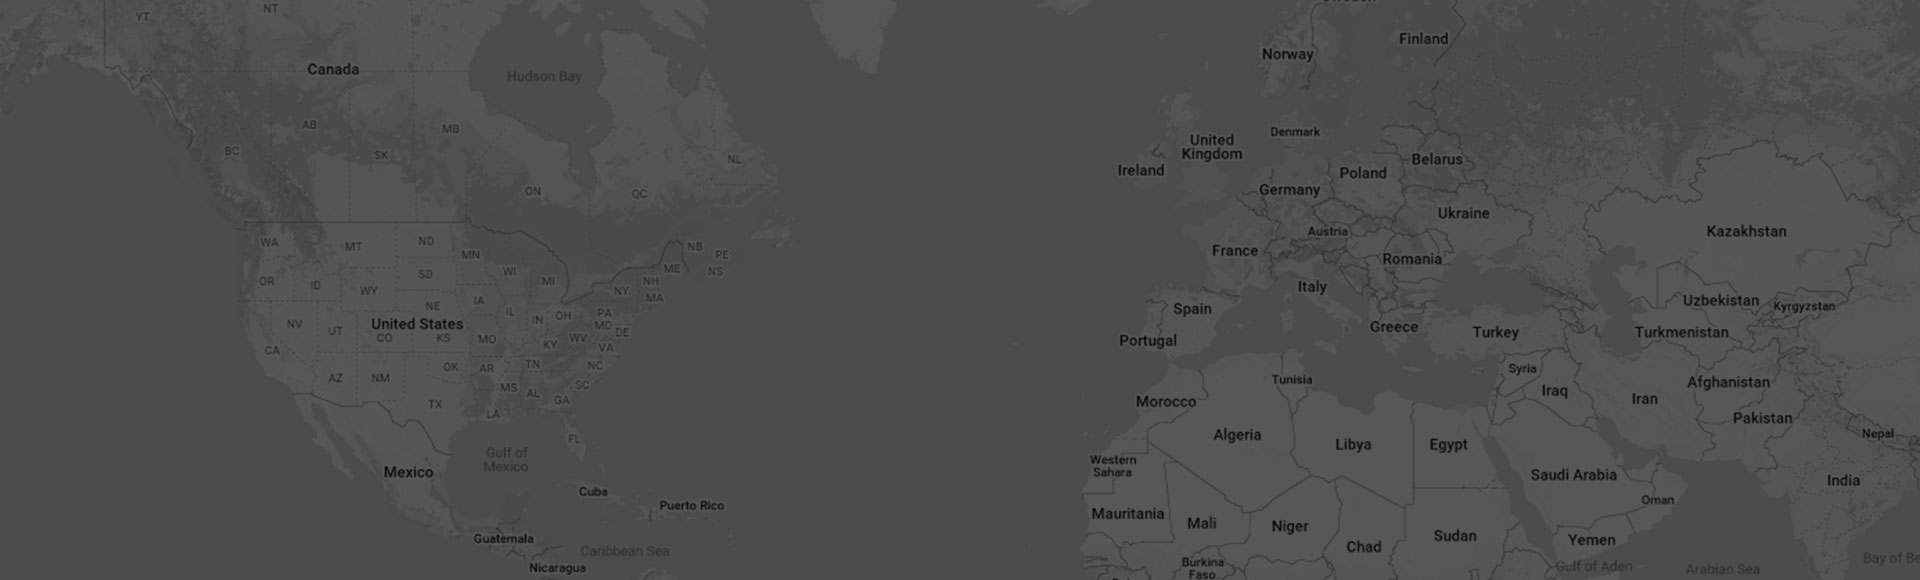 YT
NT
Canada
Hudson Bay
AB
MB
BC
SK
NL
ON
QC
WA
MT
ND
MN
NB
PE
OR
ID
SD
WI
MI
ME
NS
WY
NH
NY
MA
NE
IA
IL
IN
OH
PA
NV
UT
United States
CO
KS
MO
KY
WV
MD
DE
VA
CA
AZ
NM
OK
AR
TN
NC
MS
AL
SC
GA
TX
LA
FL
Gulf of
Mexico
Mexico
Cuba
Puerto Rico
Guatemala
Caribbean Sea
Nicaragua
Norway
Finland
United
Kingdom
Denmark
Ireland
Poland
Belarus
Germany
Ukraine
Austria
France
Romania
Kazakhstan
Italy
Spain
Portugal
Greece
Turkey
Uzbekistan
Kyrgyzstan
Turkmenistan
Tunisia
Syria
Iraq
Iran
Afghanistan
Pakistan
Morocco
Algeria
Libya
Egypt
Nepal
Western
Sahara
Saudi Arabia
India
Oman
Mauritania
Mali
Niger
Chad
Sudan
Yemen
Burkina
Faso
Gulf of Aden
Arabian Sea
Bay of Be